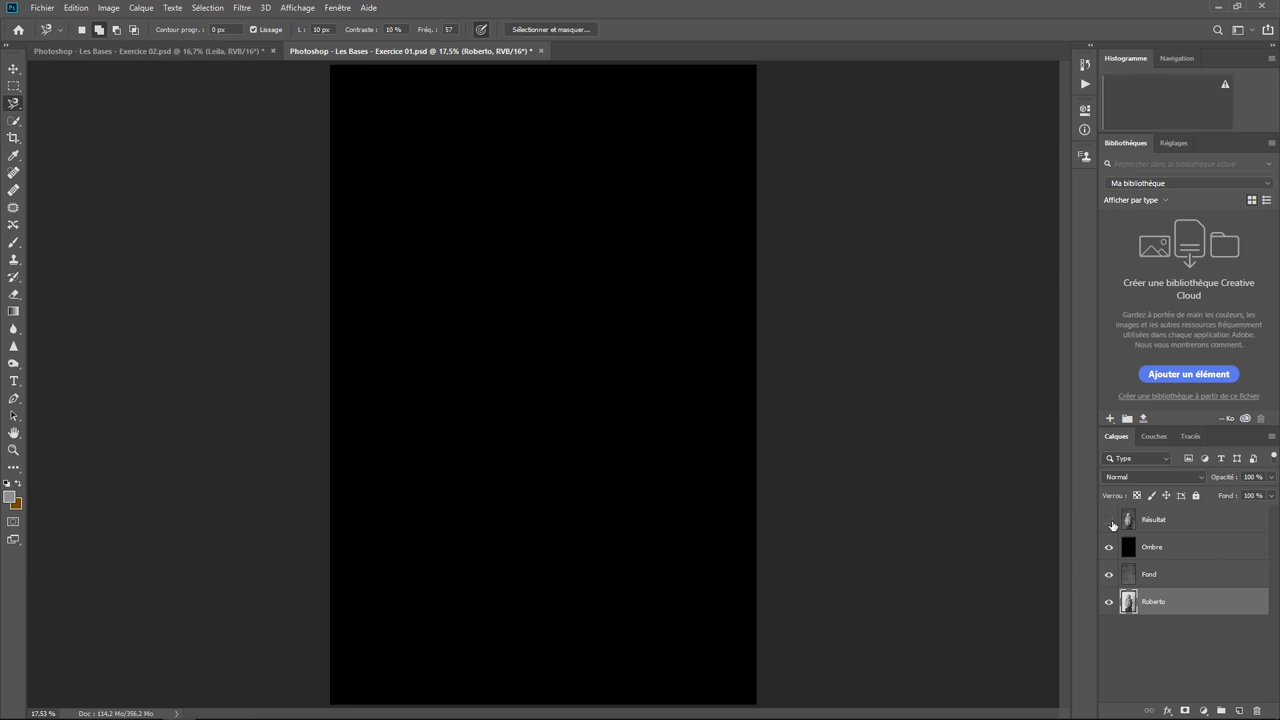 Ps Fichier Edition Image Calque Texte Sélection Filtre 3D Affichage Fenêtre Aide
Contour progr. : 0 px Lissage L : 10 px Contraste : 10 % Fréq. : 57 Sélectionner et masquer...
Photoshop - Les Bases - Exercice 02.psd @ 16,7% (Leila, RVB/16*) * × Photoshop - Les Bases - Exercice 01.psd @ 17,5% (Roberto, RVB/16*) * ×
Histogramme Navigation
Bibliothèques Réglages
Rechercher dans la bibliothèque active
Ma bibliothèque
Afficher par type
Créer une bibliothèque Creative
Cloud
Gardez à portée de main les couleurs, les
images et les autres ressources fréquemment
utilisées dans chaque application Adobe.
Nous vous montrerons comment.
Ajouter un élément
Créer une bibliothèque à partir de ce fichier
-- Ko
Calques Couches Tracés
Type
Normal Opacité : 100 %
Verrou : Fond : 100 %
Résultat
Ombre
Fond
Roberto
17,53 % Doc : 114,2 Mo/356,2 Mo